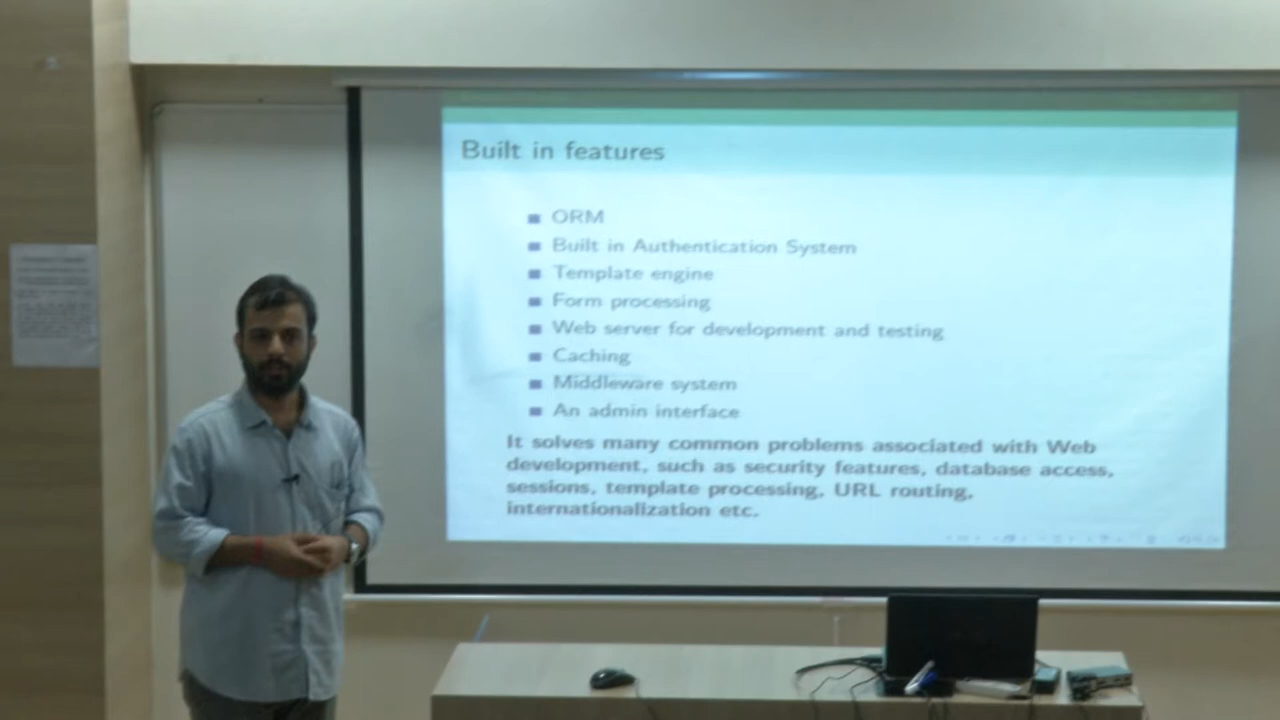 Built in features
ORM
Built in Authentication System
Template engine
Form processing
Web server for development and testing
Caching
Middleware system
An admin interface
It solves many common problems associated with Web
development, such as security features, database access,
sessions, template processing, URL routing,
internationalization etc.